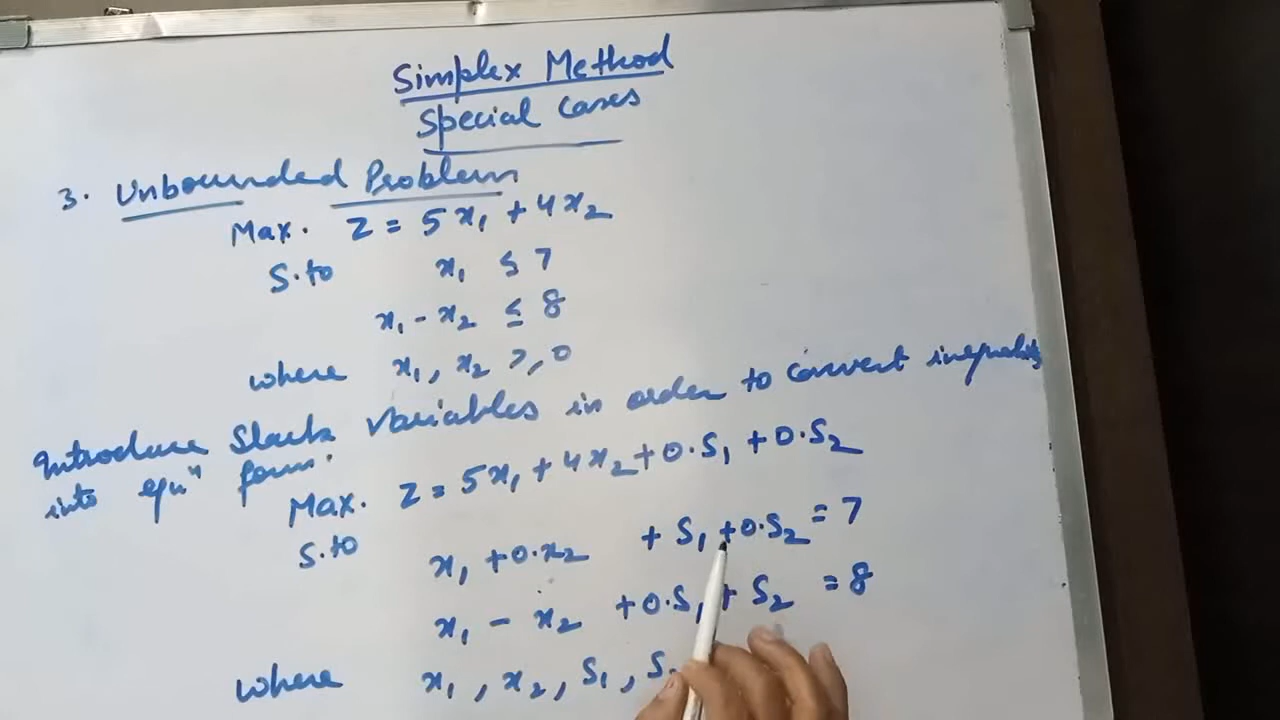 Simplex Method
Special Cases
3. Unbounded Problem
Max. Z = 5x₁ + 4x₂
S.to x₁ ≤ 7
x₁ - x₂ ≤ 8
where x₁, x₂ ≥ 0
Introduce Slack variables in order to convert inequality
into equⁿ form.
Max. Z = 5x₁ + 4x₂ + 0.S₁ + 0.S₂
S.to x₁ + 0.x₂ + S₁ + 0.S₂ = 7
x₁ - x₂ + 0.S₁ + S₂ = 8
where x₁, x₂, S₁,